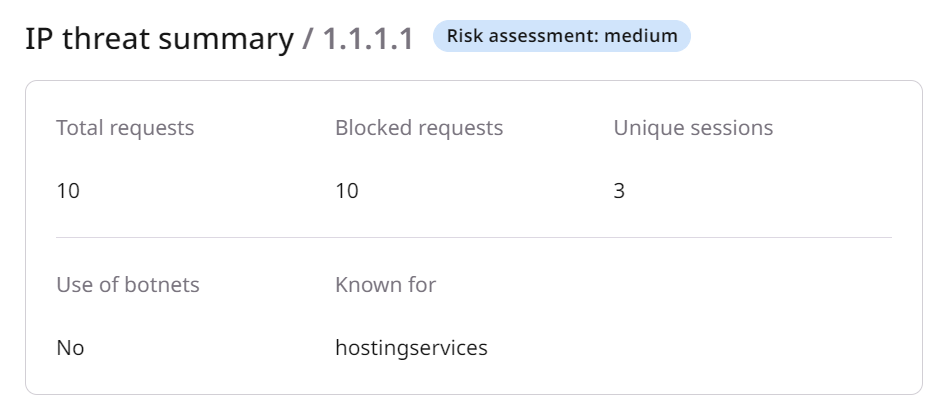 IP threat summary / 1.1.1.1 Risk assessment: medium
Total requests Blocked requests Unique sessions
10 10 3
Use of botnets Known for
No hostingservices